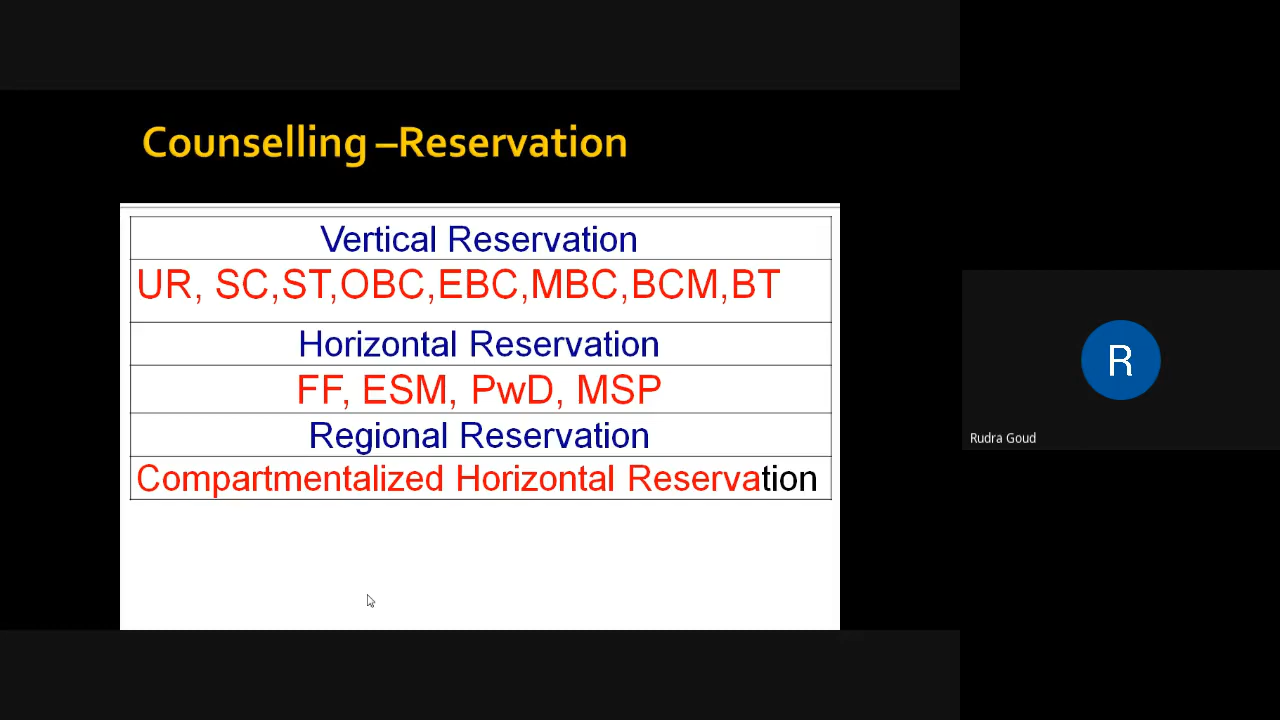 Counselling –Reservation
Vertical Reservation
UR, SC,ST,OBC,EBC,MBC,BCM,BT
Horizontal Reservation
FF, ESM, PwD, MSP
Regional Reservation
Compartmentalized Horizontal Reservation
R
Rudra Goud